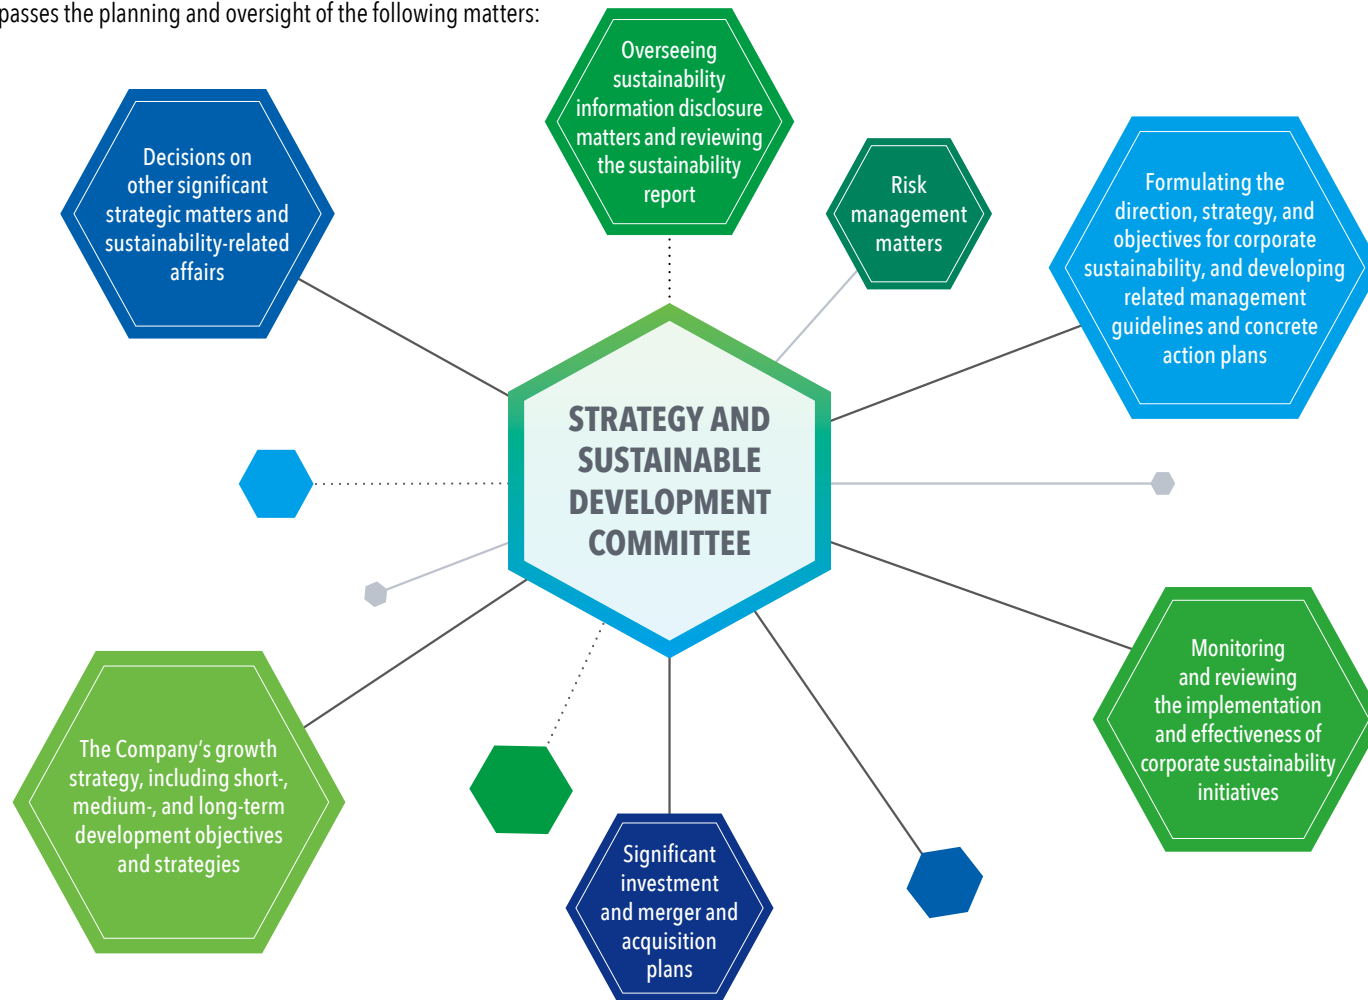 passes the planning and oversight of the following matters:
Overseeing
sustainability
information disclosure
matters and reviewing
the sustainability
report
Decisions on
other significant
strategic matters and
sustainability-related
affairs
Risk
management
matters
Formulating the
direction, strategy, and
objectives for corporate
sustainability, and developing
related management
guidelines and concrete
action plans
STRATEGY AND
SUSTAINABLE
DEVELOPMENT
COMMITTEE
Monitoring
and reviewing
the implementation
and effectiveness of
corporate sustainability
initiatives
The Company’s growth
strategy, including short-,
medium-, and long-term
development objectives
and strategies
Significant
investment
and merger and
acquisition
plans